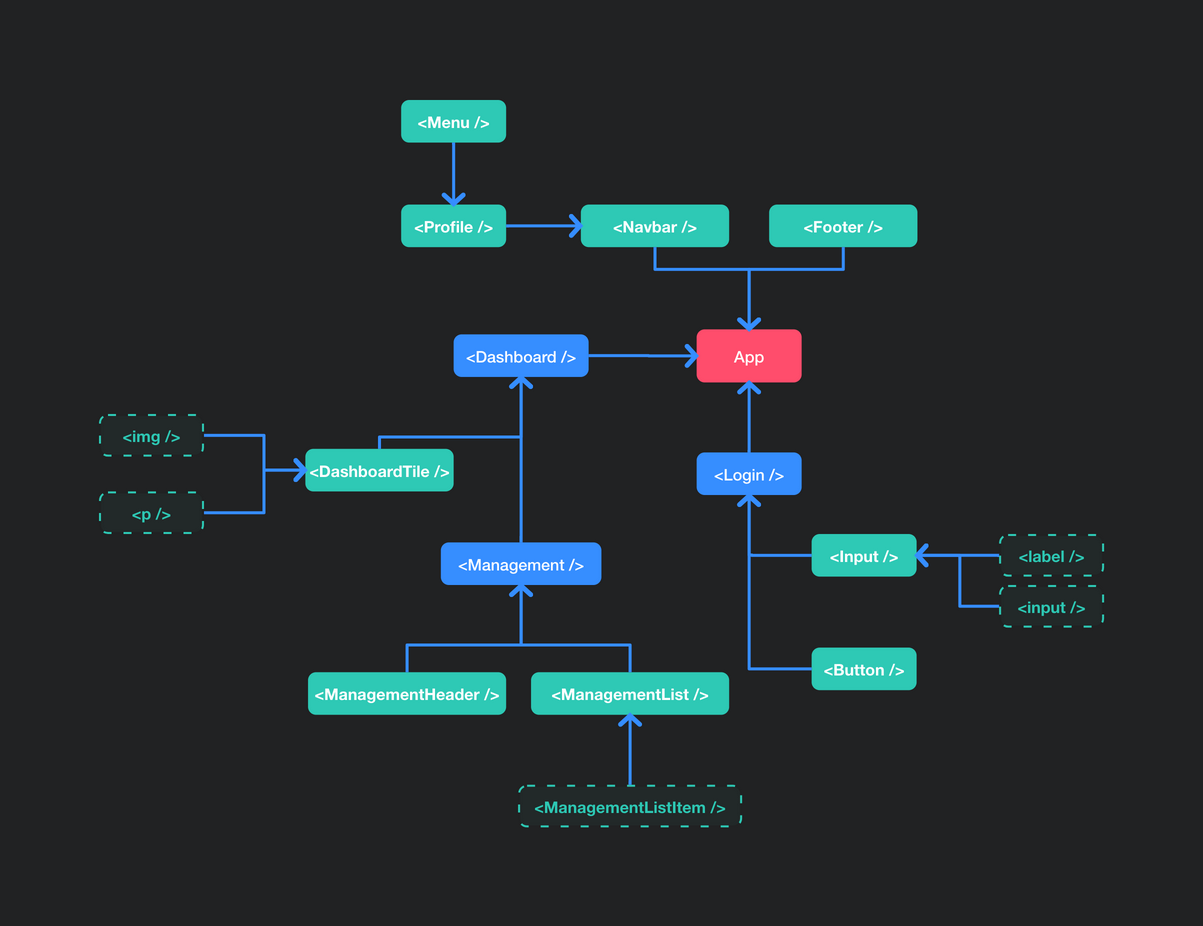 <Menu />
<Profile />
<Navbar />
<Footer />
<Dashboard />
App
<img />
<DashboardTile />
<Login />
<p />
<Management />
<Input />
<label />
<input />
<Button />
<ManagementHeader />
<ManagementList />
<ManagementListItem />